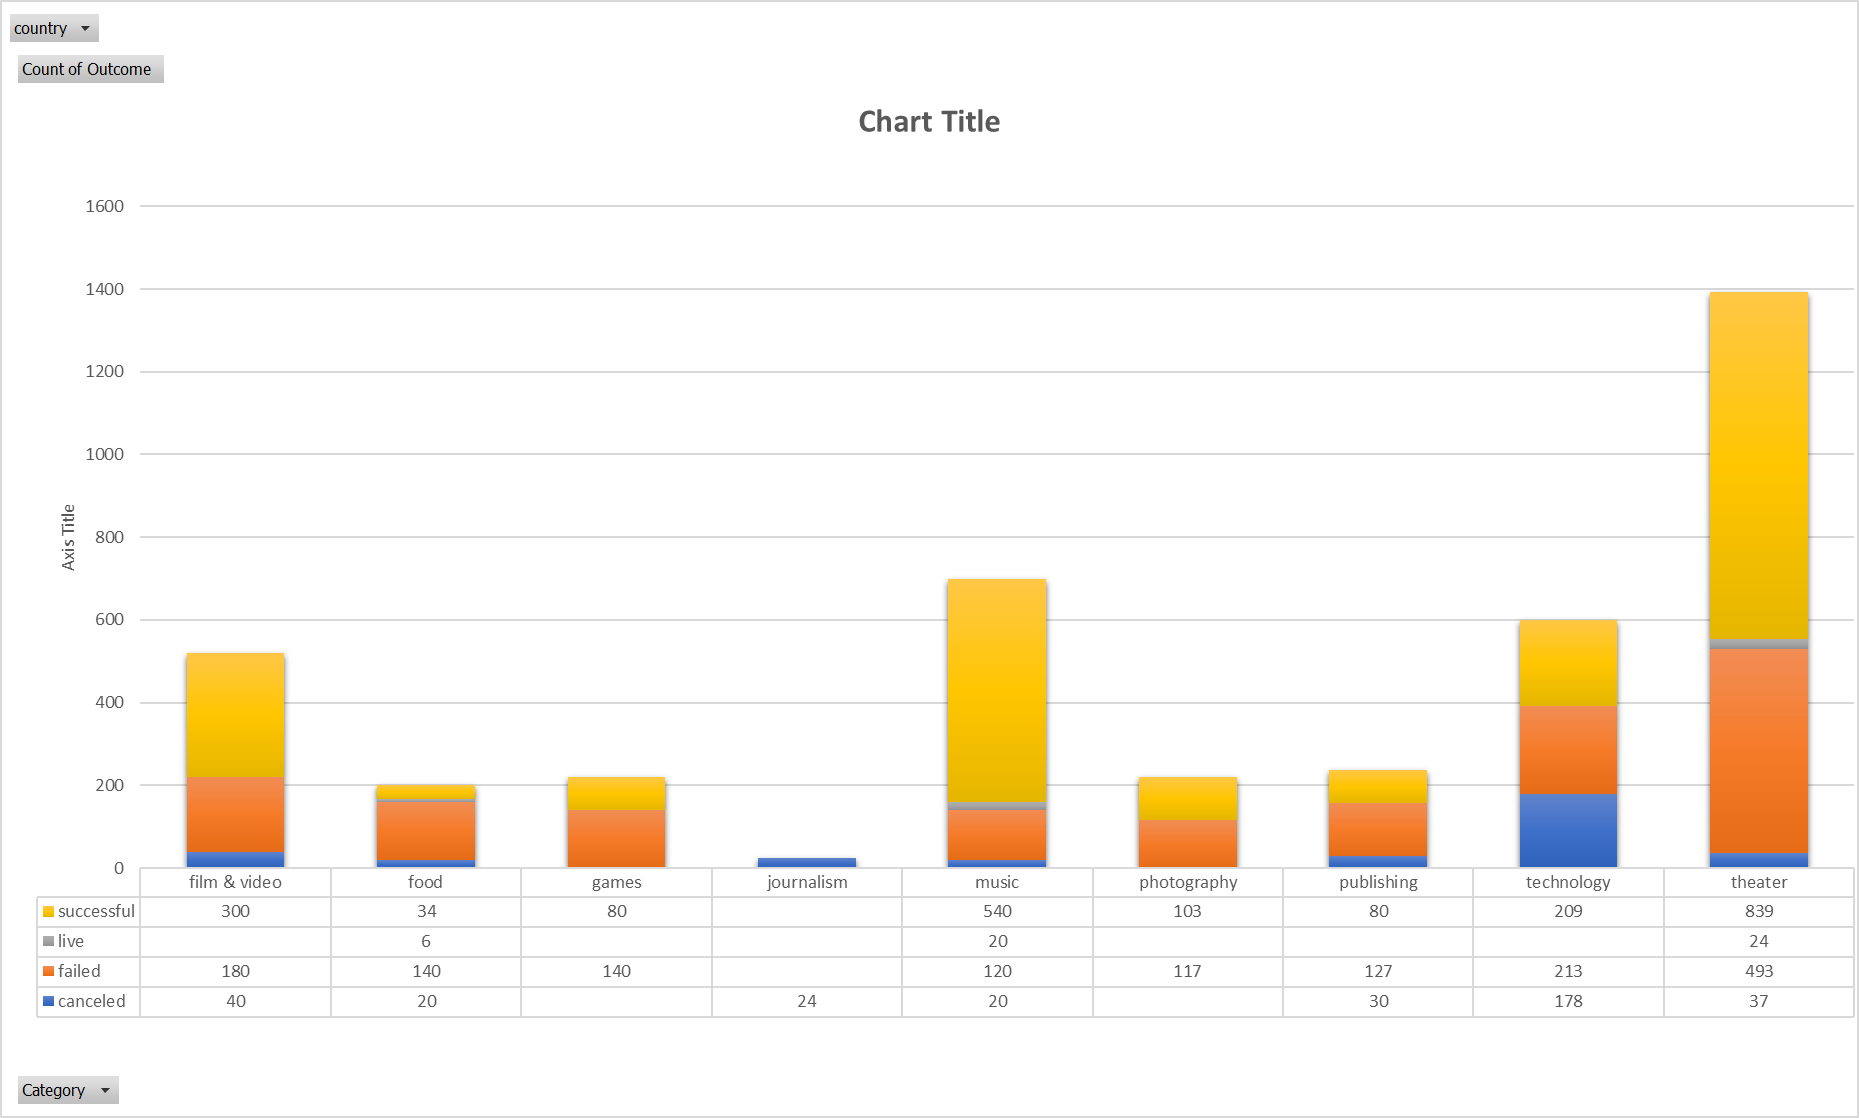 country
Count of Outcome
Chart Title
1600
1400
1200
1000
800
600
400
200
0
Axis Title
film & video food games journalism music photography publishing technology theater
successful 300 34 80 540 103 80 209 839
live 6 20 24
failed 180 140 140 120 117 127 213 493
canceled 40 20 24 20 30 178 37
Category